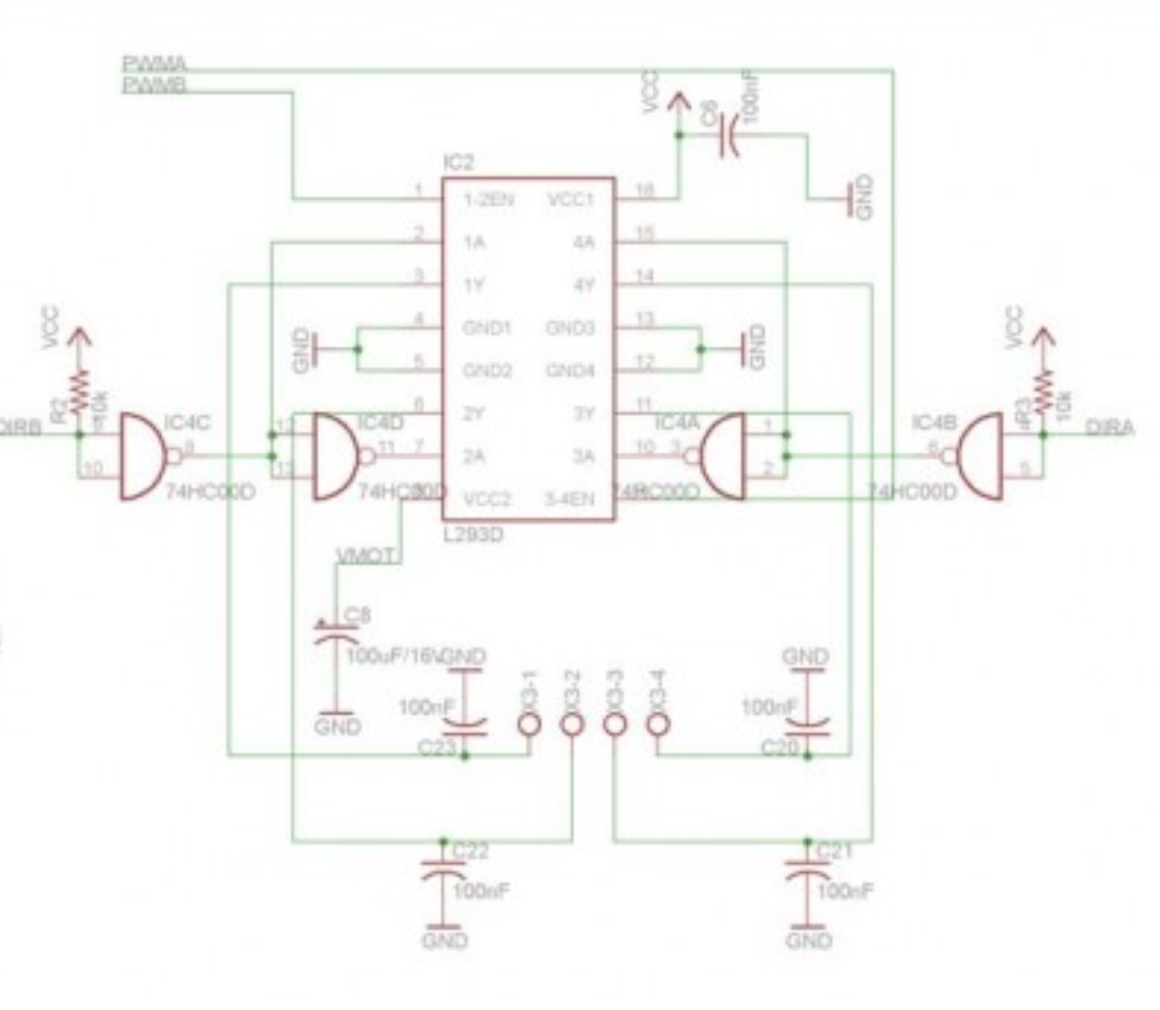 PWMA
PWMB
VCC
C6
100nF
GND
IC2
1 1-2EN VCC1 16
2 1A 4A 15
3 1Y 4Y 14
4 GND1 GND3 13
5 GND2 GND4 12
6 2Y 3Y 11
7 2A 3A 10
VCC2 3-4EN
L293D
GND
GND
VCC
R2
10k
DIRB
10
IC4C
8
74HC00D
12
13
IC4D
11
74HC00D
IC4A
3
1
2
74HC00D
IC4B
6
5
74HC00D
VCC
R3
10k
DIRA
VMOT
C8
100uF/16V
GND
GND
100nF
C23
X3-1
X3-2
X3-3
X3-4
GND
100nF
C20
C22
100nF
GND
C21
100nF
GND